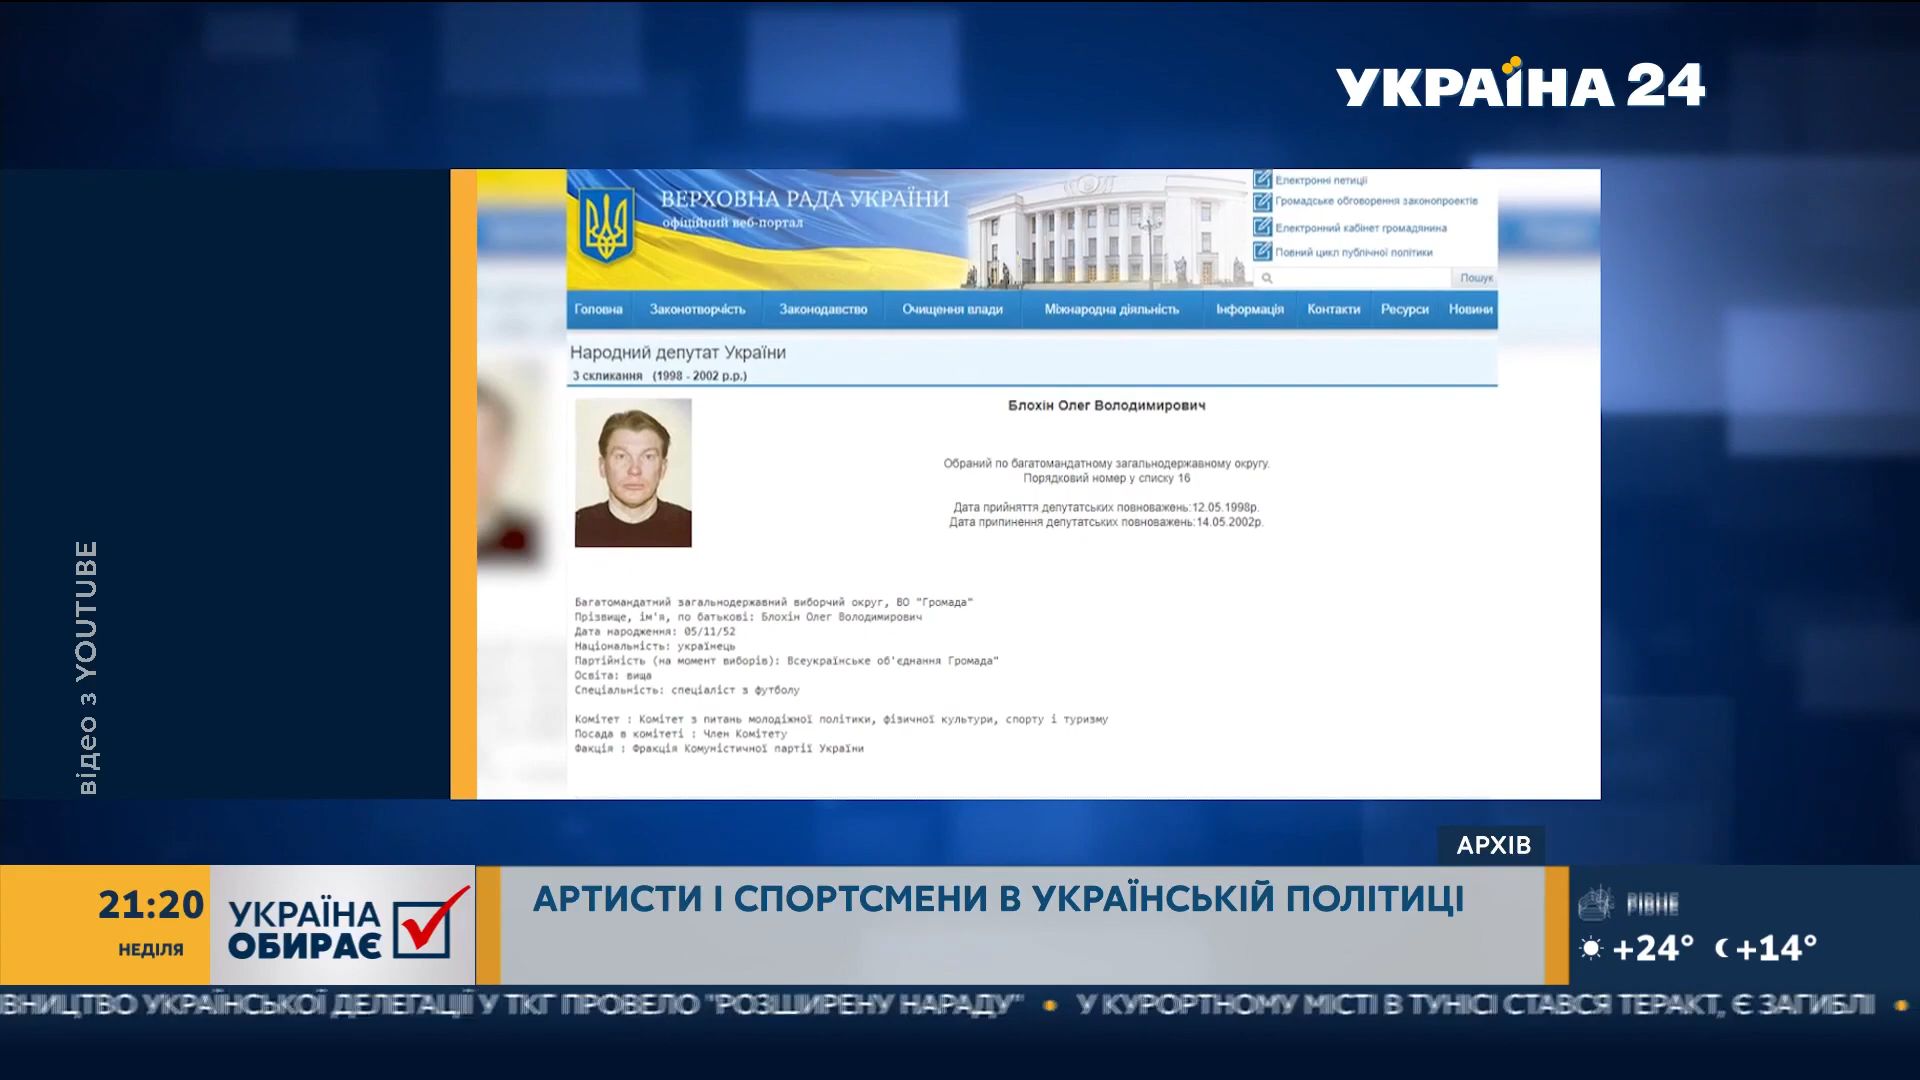 УКРАЇНА 24
ВЕРХОВНА РАДА УКРАЇНИ
офіційний веб-портал
Електронні петиції
Громадське обговорення законопроектів
Електронний кабінет громадянина
Повний цикл публічної політики
Пошук
Головна Законотворчість Законодавство Очищення влади Міжнародна діяльність Інформація Контакти Ресурси Новини
Народний депутат України
3 скликання (1998 - 2002 р.р.)
Блохін Олег Володимирович
Обраний по багатомандатному загальнодержавному округу.
Порядковий номер у списку 16
Дата прийняття депутатських повноважень:12.05.1998р.
Дата припинення депутатських повноважень:14.05.2002р.
Багатомандатний загальнодержавний виборчий округ, ВО "Громада"
Прізвище, ім'я, по батькові: Блохін Олег Володимирович
Дата народження: 05/11/52
Національність: українець
Партійність (на момент виборів): Всеукраїнське об'єднання Громада"
Освіта: вища
Спеціальність: спеціаліст з футболу
Комітет : Комітет з питань молодіжної політики, фізичної культури, спорту і туризму
Посада в комітеті : Член Комітету
Факція : Фракція Комуністичної партії України
відео з YOUTUBE
АРХІВ
21:20
НЕДІЛЯ
УКРАЇНА
ОБИРАЄ
АРТИСТИ І СПОРТСМЕНИ В УКРАЇНСЬКІЙ ПОЛІТИЦІ
РІВНЕ
+24° +14°
ВНИЦТВО УКРАЇНСЬКОЇ ДЕЛЕГАЦІЇ У ТКГ ПРОВЕЛО "РОЗШИРЕНУ НАРАДУ" • У КУРОРТНОМУ МІСТІ В ТУНІСІ СТАВСЯ ТЕРАКТ, Є ЗАГИБЛІ •